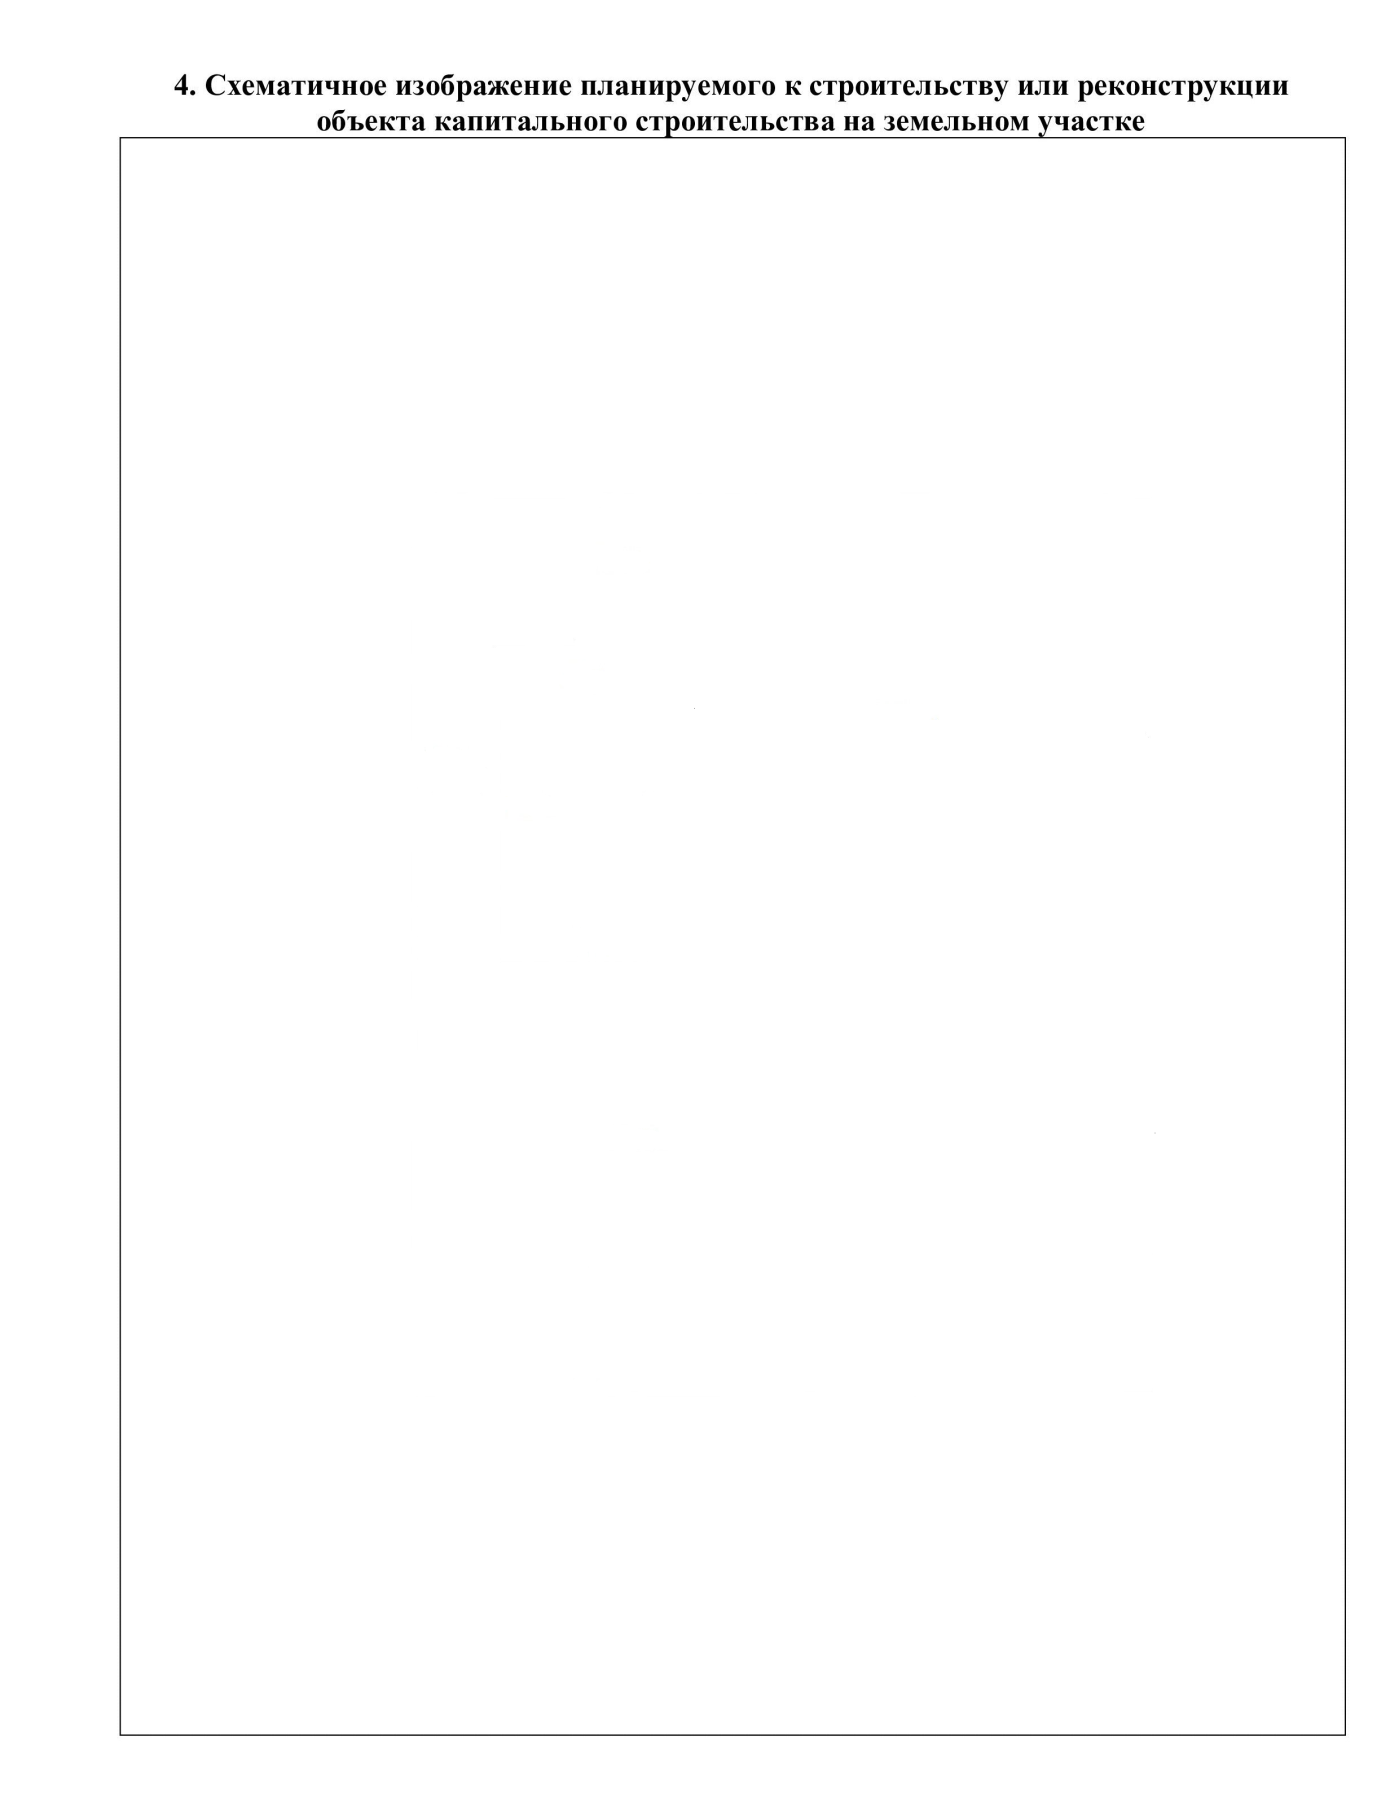 4. Схематичное изображение планируемого к строительству или реконструкции
объекта капитального строительства на земельном участке